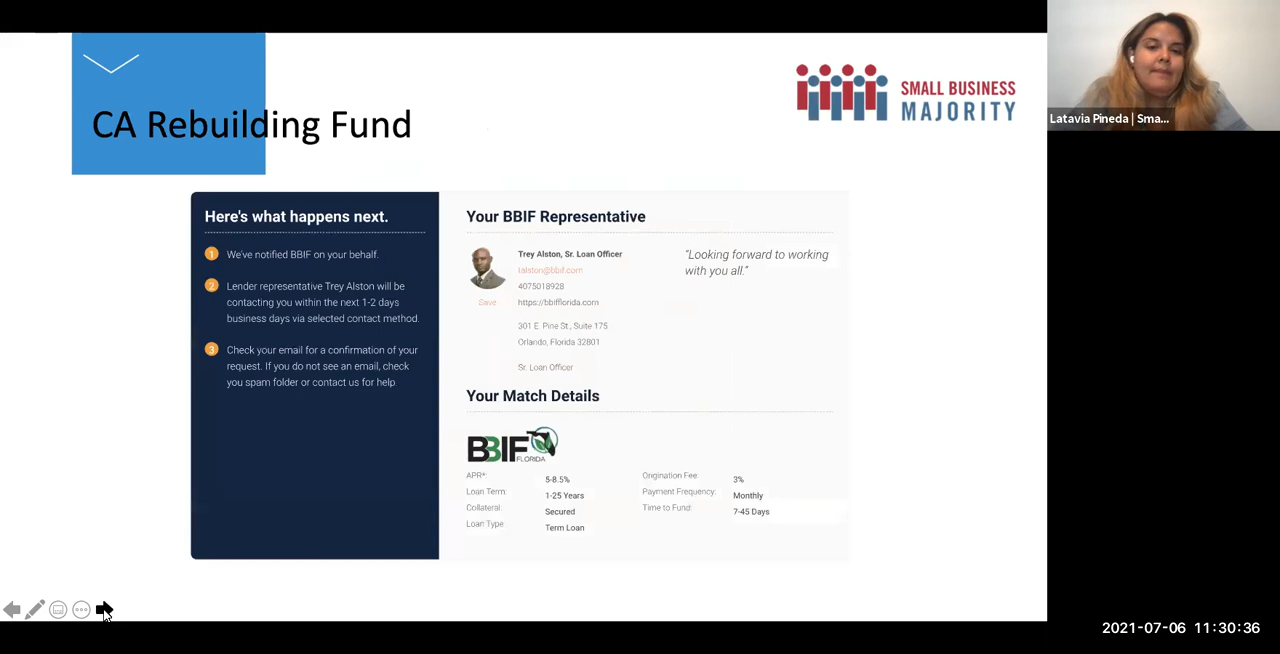 CA Rebuilding Fund
SMALL BUSINESS
MAJORITY
Latavia Pineda | Sma...
Here's what happens next.
1 We've notified BBIF on your behalf.
2 Lender representative Trey Alston will be
contacting you within the next 1-2 days
business days via selected contact method.
3 Check your email for a confirmation of your
request. If you do not see an email, check
you spam folder or contact us for help
Your BBIF Representative
Trey Alston, Sr. Loan Officer
talston@bbif.com
4075018928
https://bbifflorida.com
Save
301 E. Pine St., Suite 175
Orlando, Florida 32801
Sr. Loan Officer
"Looking forward to working
with you all."
Your Match Details
BBIF
FLORIDA
APR*: 5-8.5% Origination Fee: 3%
Loan Term: 1-25 Years Payment Frequency: Monthly
Collateral: Secured Time to Fund: 7-45 Days
Loan Type: Term Loan
2021-07-06 11:30:36